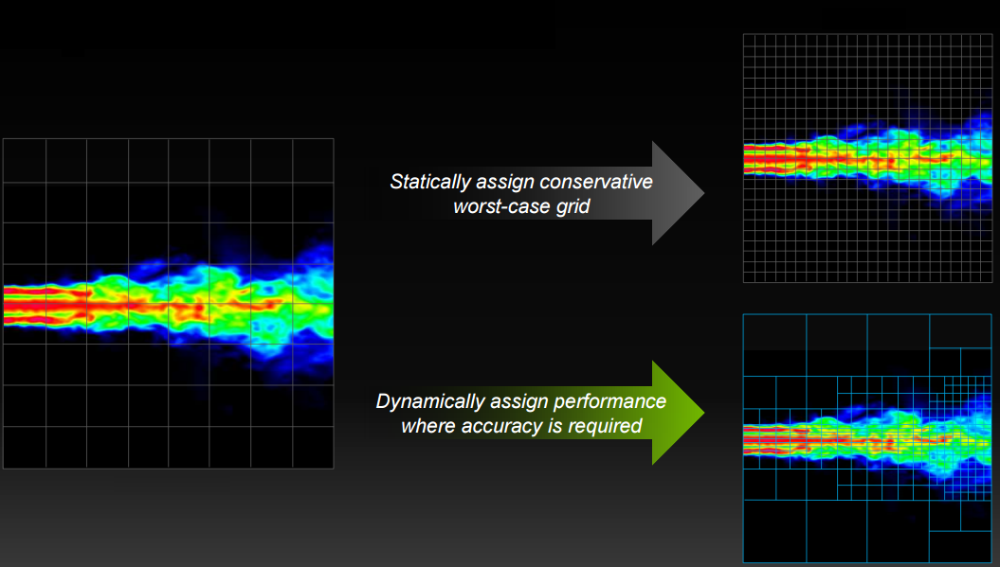 Statically assign conservative
worst-case grid
Dynamically assign performance
where accuracy is required